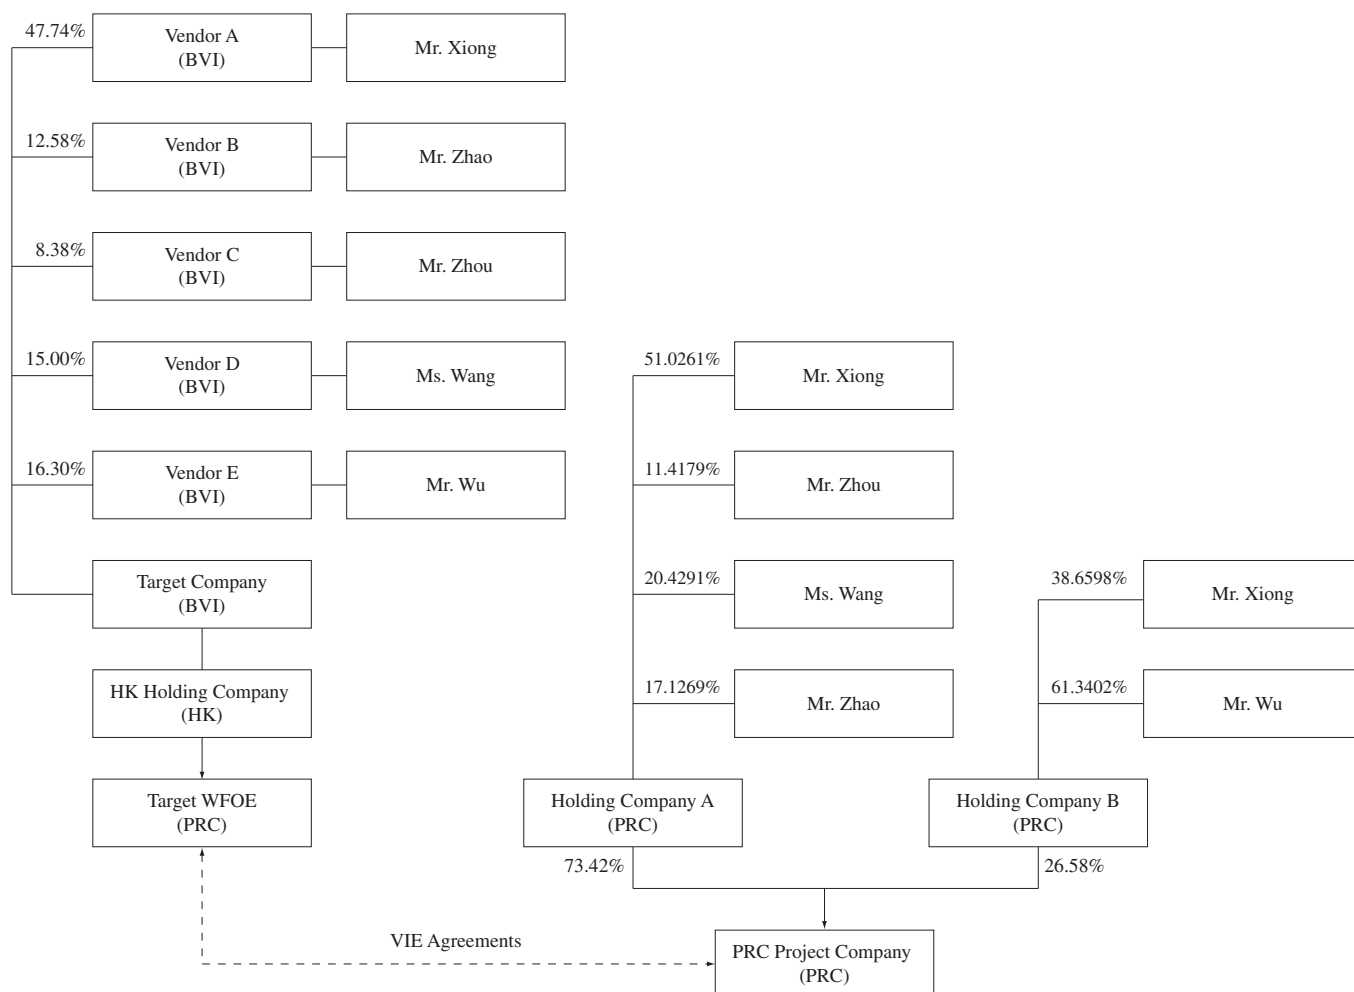 47.74%
Vendor A
(BVI)
Mr. Xiong
12.58%
Vendor B
(BVI)
Mr. Zhao
8.38%
Vendor C
(BVI)
Mr. Zhou
15.00%
Vendor D
(BVI)
Ms. Wang
51.0261%
Mr. Xiong
16.30%
Vendor E
(BVI)
Mr. Wu
11.4179%
Mr. Zhou
Target Company
(BVI)
20.4291%
Ms. Wang
38.6598%
Mr. Xiong
HK Holding Company
(HK)
17.1269%
Mr. Zhao
61.3402%
Mr. Wu
Target WFOE
(PRC)
Holding Company A
(PRC)
Holding Company B
(PRC)
73.42%
26.58%
VIE Agreements
PRC Project Company
(PRC)